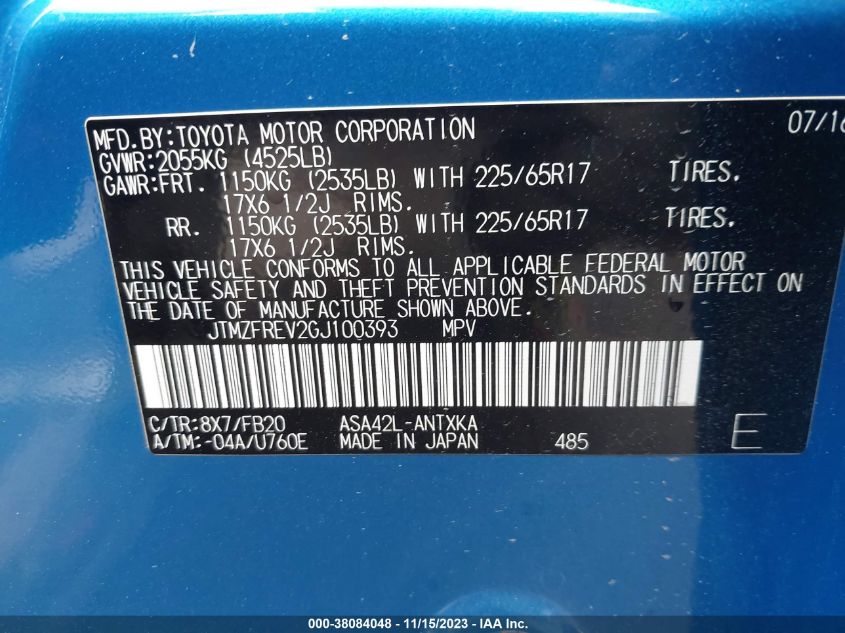 MFD.BY:TOYOTA MOTOR CORPORATION 07/16
GVWR:2055KG (4525LB)
GAWR:FRT. 1150KG (2535LB) WITH 225/65R17 TIRES.
17X6 1/2J RIMS.
RR. 1150KG (2535LB) WITH 225/65R17 TIRES.
17X6 1/2J RIMS.
THIS VEHICLE CONFORMS TO ALL APPLICABLE FEDERAL MOTOR
VEHICLE SAFETY AND THEFT PREVENTION STANDARDS IN EFFECT ON
THE DATE OF MANUFACTURE SHOWN ABOVE.
JTMZFREV2GJ100393 MPV
C/TR:8X7/FB20 ASA42L-ANTXKA
A/TM:-04A/U760E MADE IN JAPAN 485 E
000-38084048 - 11/15/2023 - IAAI.COM